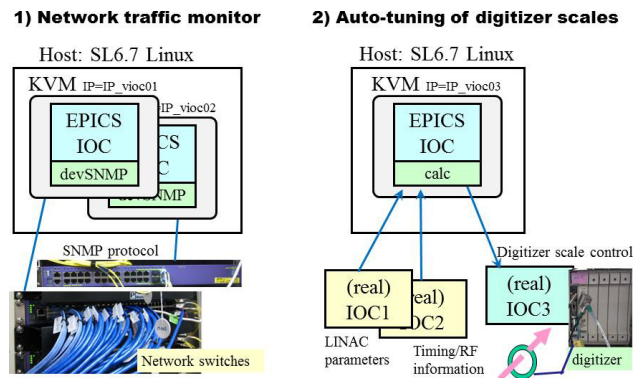 1) Network traffic monitor
Host: SL6.7 Linux
KVM IP=IP_vioc01
IP_vioc02
EPICS
IOC
devSNMP
SNMP protocol
Network switches
2) Auto-tuning of digitizer scales
Host: SL6.7 Linux
KVM IP=IP_vioc03
EPICS
IOC
calc
Digitizer scale control
(real)
IOC1
(real)
IOC3
LINAC
parameters
Timing/RF
information
digitizer